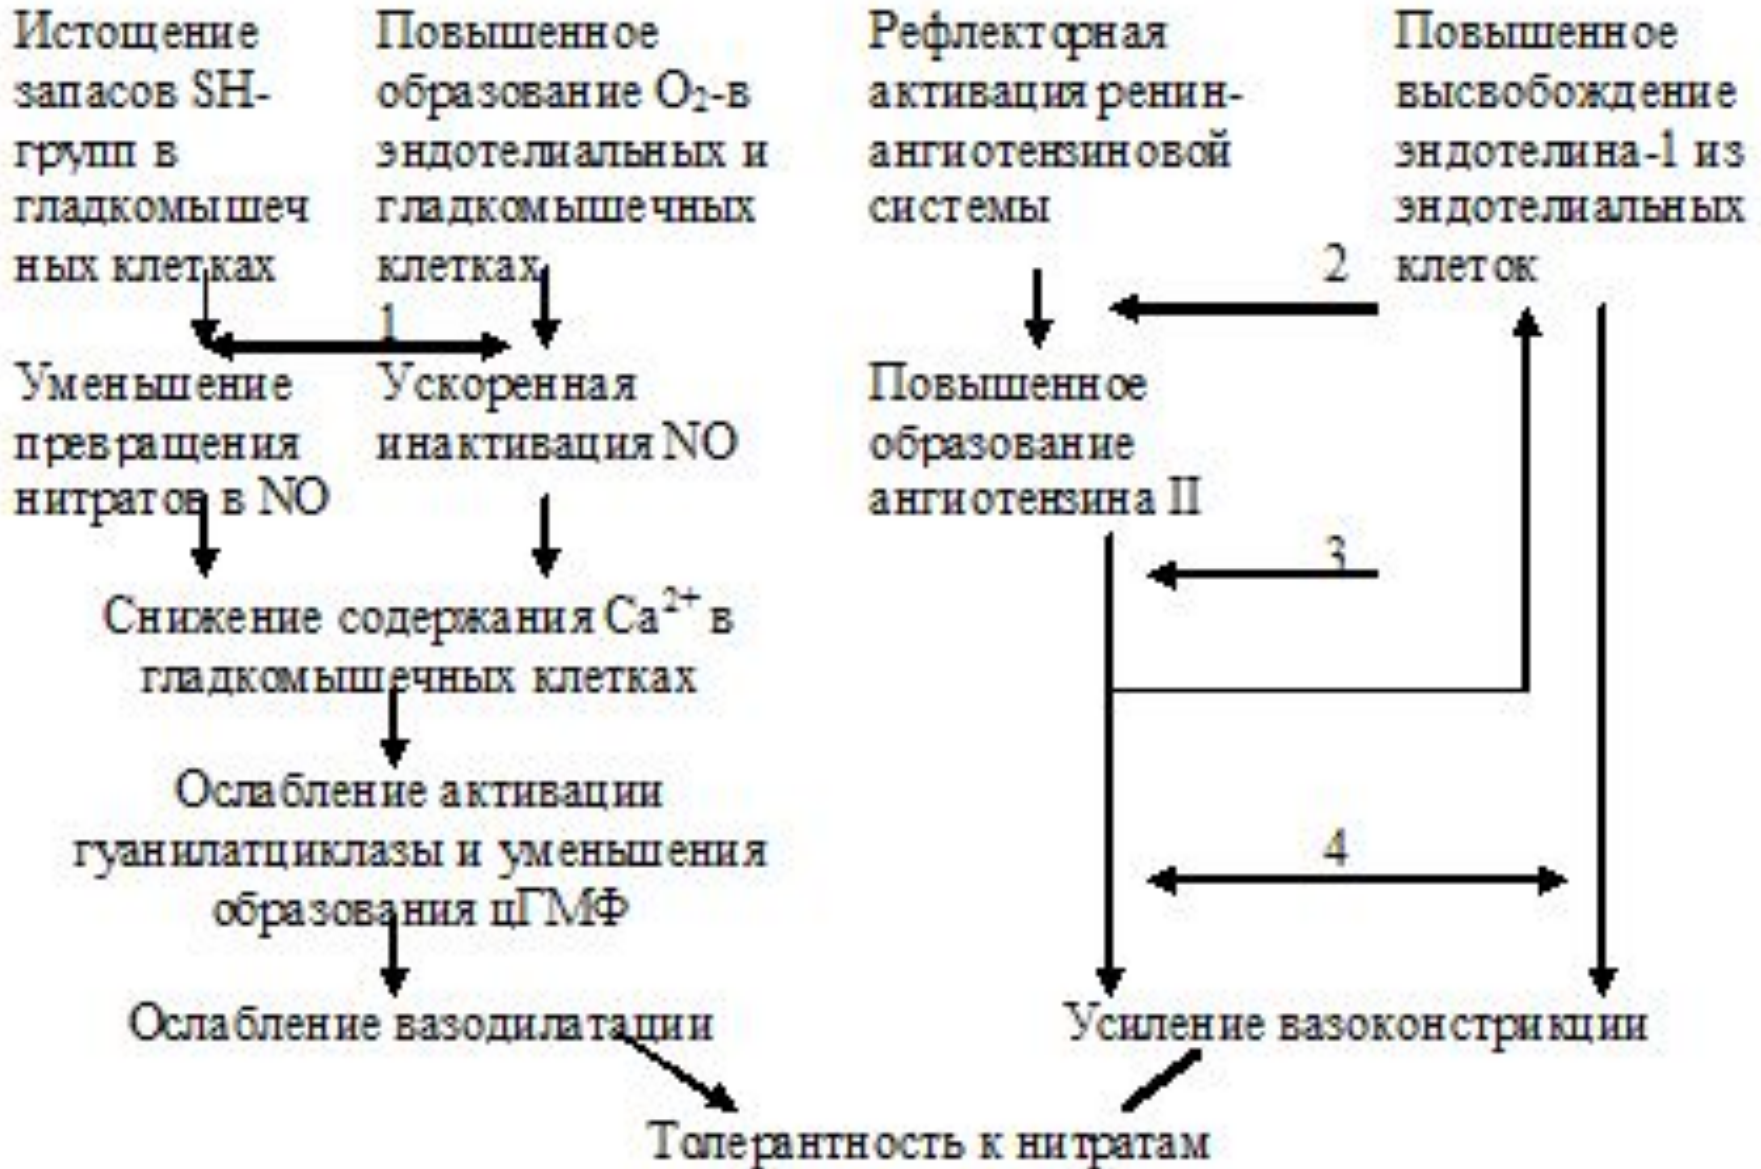 Истощение
запасов SH-
групп в
гладкомышеч
ных клетках
Повышенное
образование O₂-в
эндотелиальных и
гладкомышечных
клетках
Рефлекторная
активация ренин-
ангиотензиновой
системы
Повышенное
высвобождение
эндотелина-1 из
эндотелиальных
клеток
1
2
Уменьшение
превращения
нитратов в NO
Ускоренная
инактивация NO
Повышенное
образование
ангиотензина II
3
Снижение содержания Ca²⁺ в
гладкомышечных клетках
Ослабление активации
гуанилатциклазы и уменьшения
образования цГМФ
4
Ослабление вазодилатации
Усиление вазоконстрикции
Толерантность к нитратам